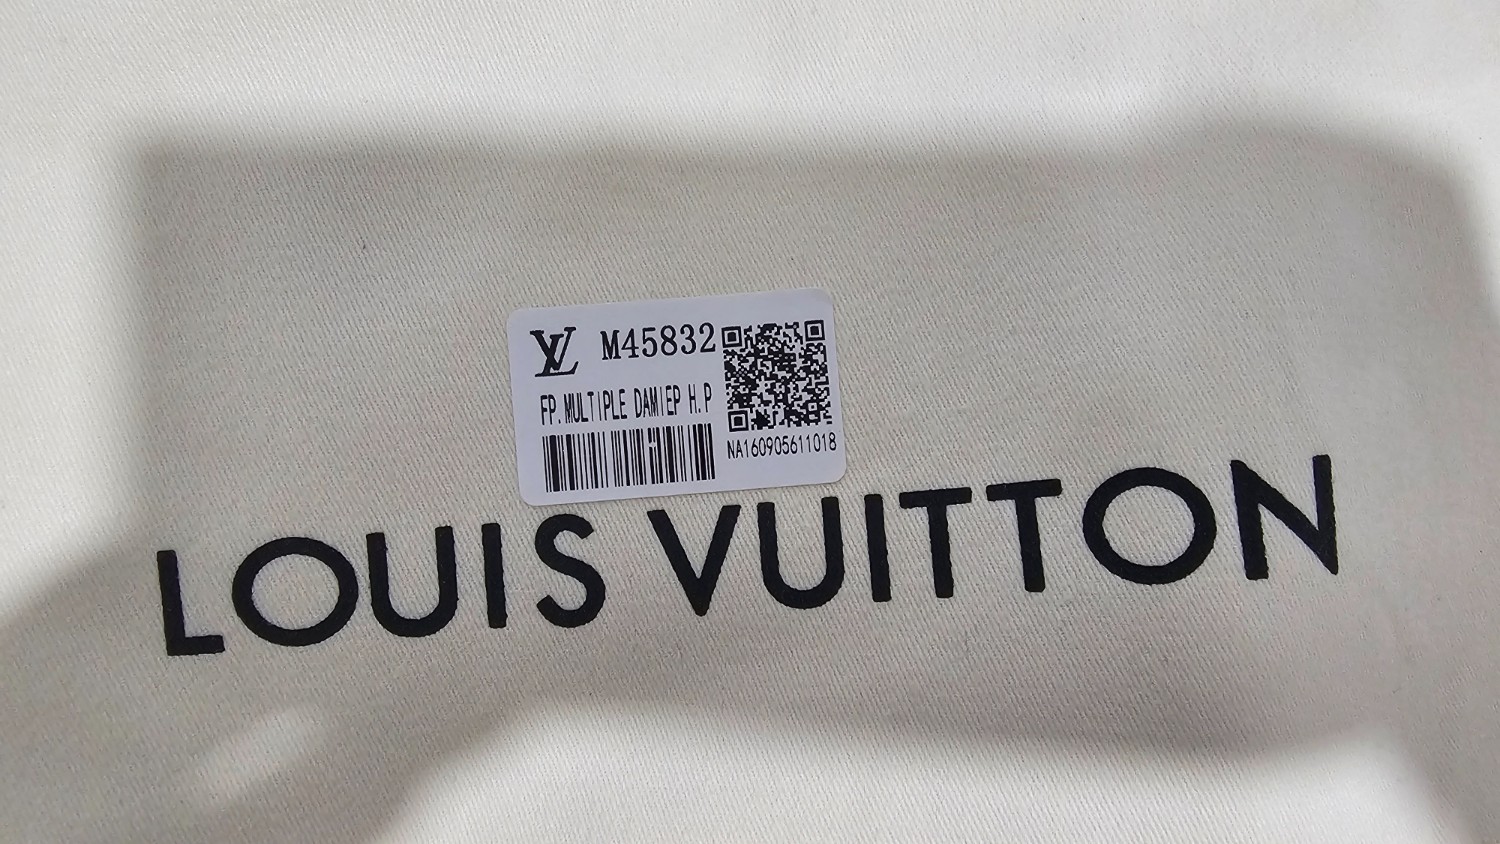 LV M45832
FP.MULTIPLE DAMIEP H.P
NA160905611018
LOUIS VUITTON